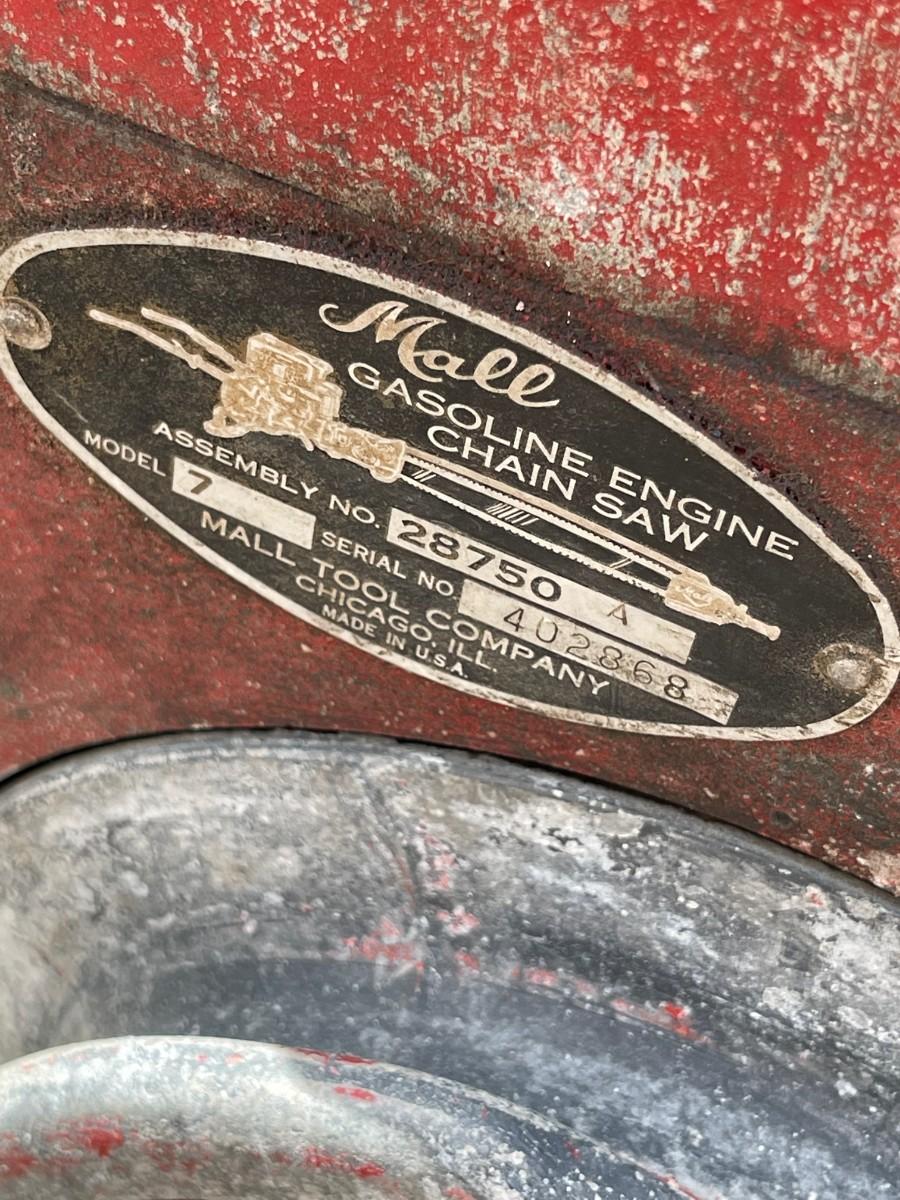 Mall
GASOLINE ENGINE
CHAIN SAW
ASSEMBLY NO. 28750 A
MODEL 7 SERIAL NO. 402868
MALL TOOL COMPANY
CHICAGO, ILL.
MADE IN U.S.A.